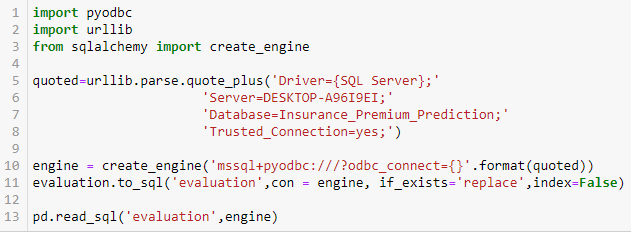 1 import pyodbc
2 import urllib
3 from sqlalchemy import create_engine
4
5 quoted=urllib.parse.quote_plus('Driver={SQL Server};'
6 'Server=DESKTOP-A96I9EI;'
7 'Database=Insurance_Premium_Prediction;'
8 'Trusted_Connection=yes;')
9
10 engine = create_engine('mssql+pyodbc:///?odbc_connect={}'.format(quoted))
11 evaluation.to_sql('evaluation',con = engine, if_exists='replace',index=False)
12
13 pd.read_sql('evaluation',engine)